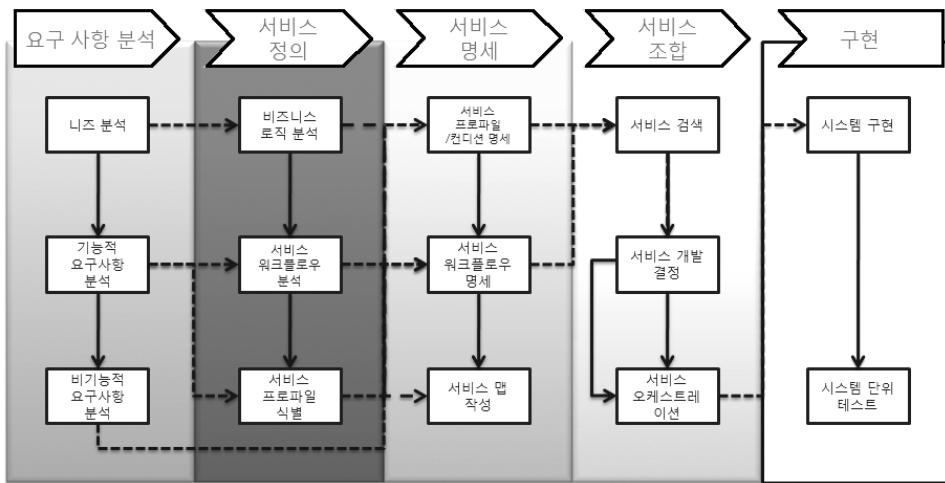 요구 사항 분석
서비스
정의
서비스
명세
서비스
조합
구현
니즈 분석
비즈니스
로직 분석
서비스
프로파일
/컨디션 명세
서비스 검색
시스템 구현
기능적
요구사항
분석
서비스
워크플로우
분석
서비스
워크플로우
명세
서비스 개발
결정
비기능적
요구사항
분석
서비스
프로파일
식별
서비스 맵
작성
서비스
오케스트레
이션
시스템 단위
테스트